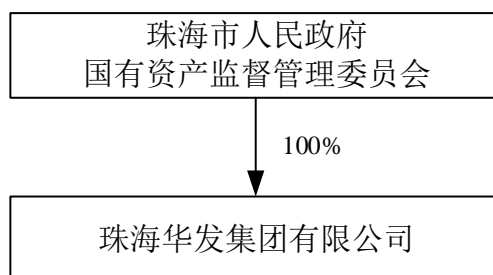 珠海市人民政府
国有资产监督管理委员会
100%
珠海华发集团有限公司